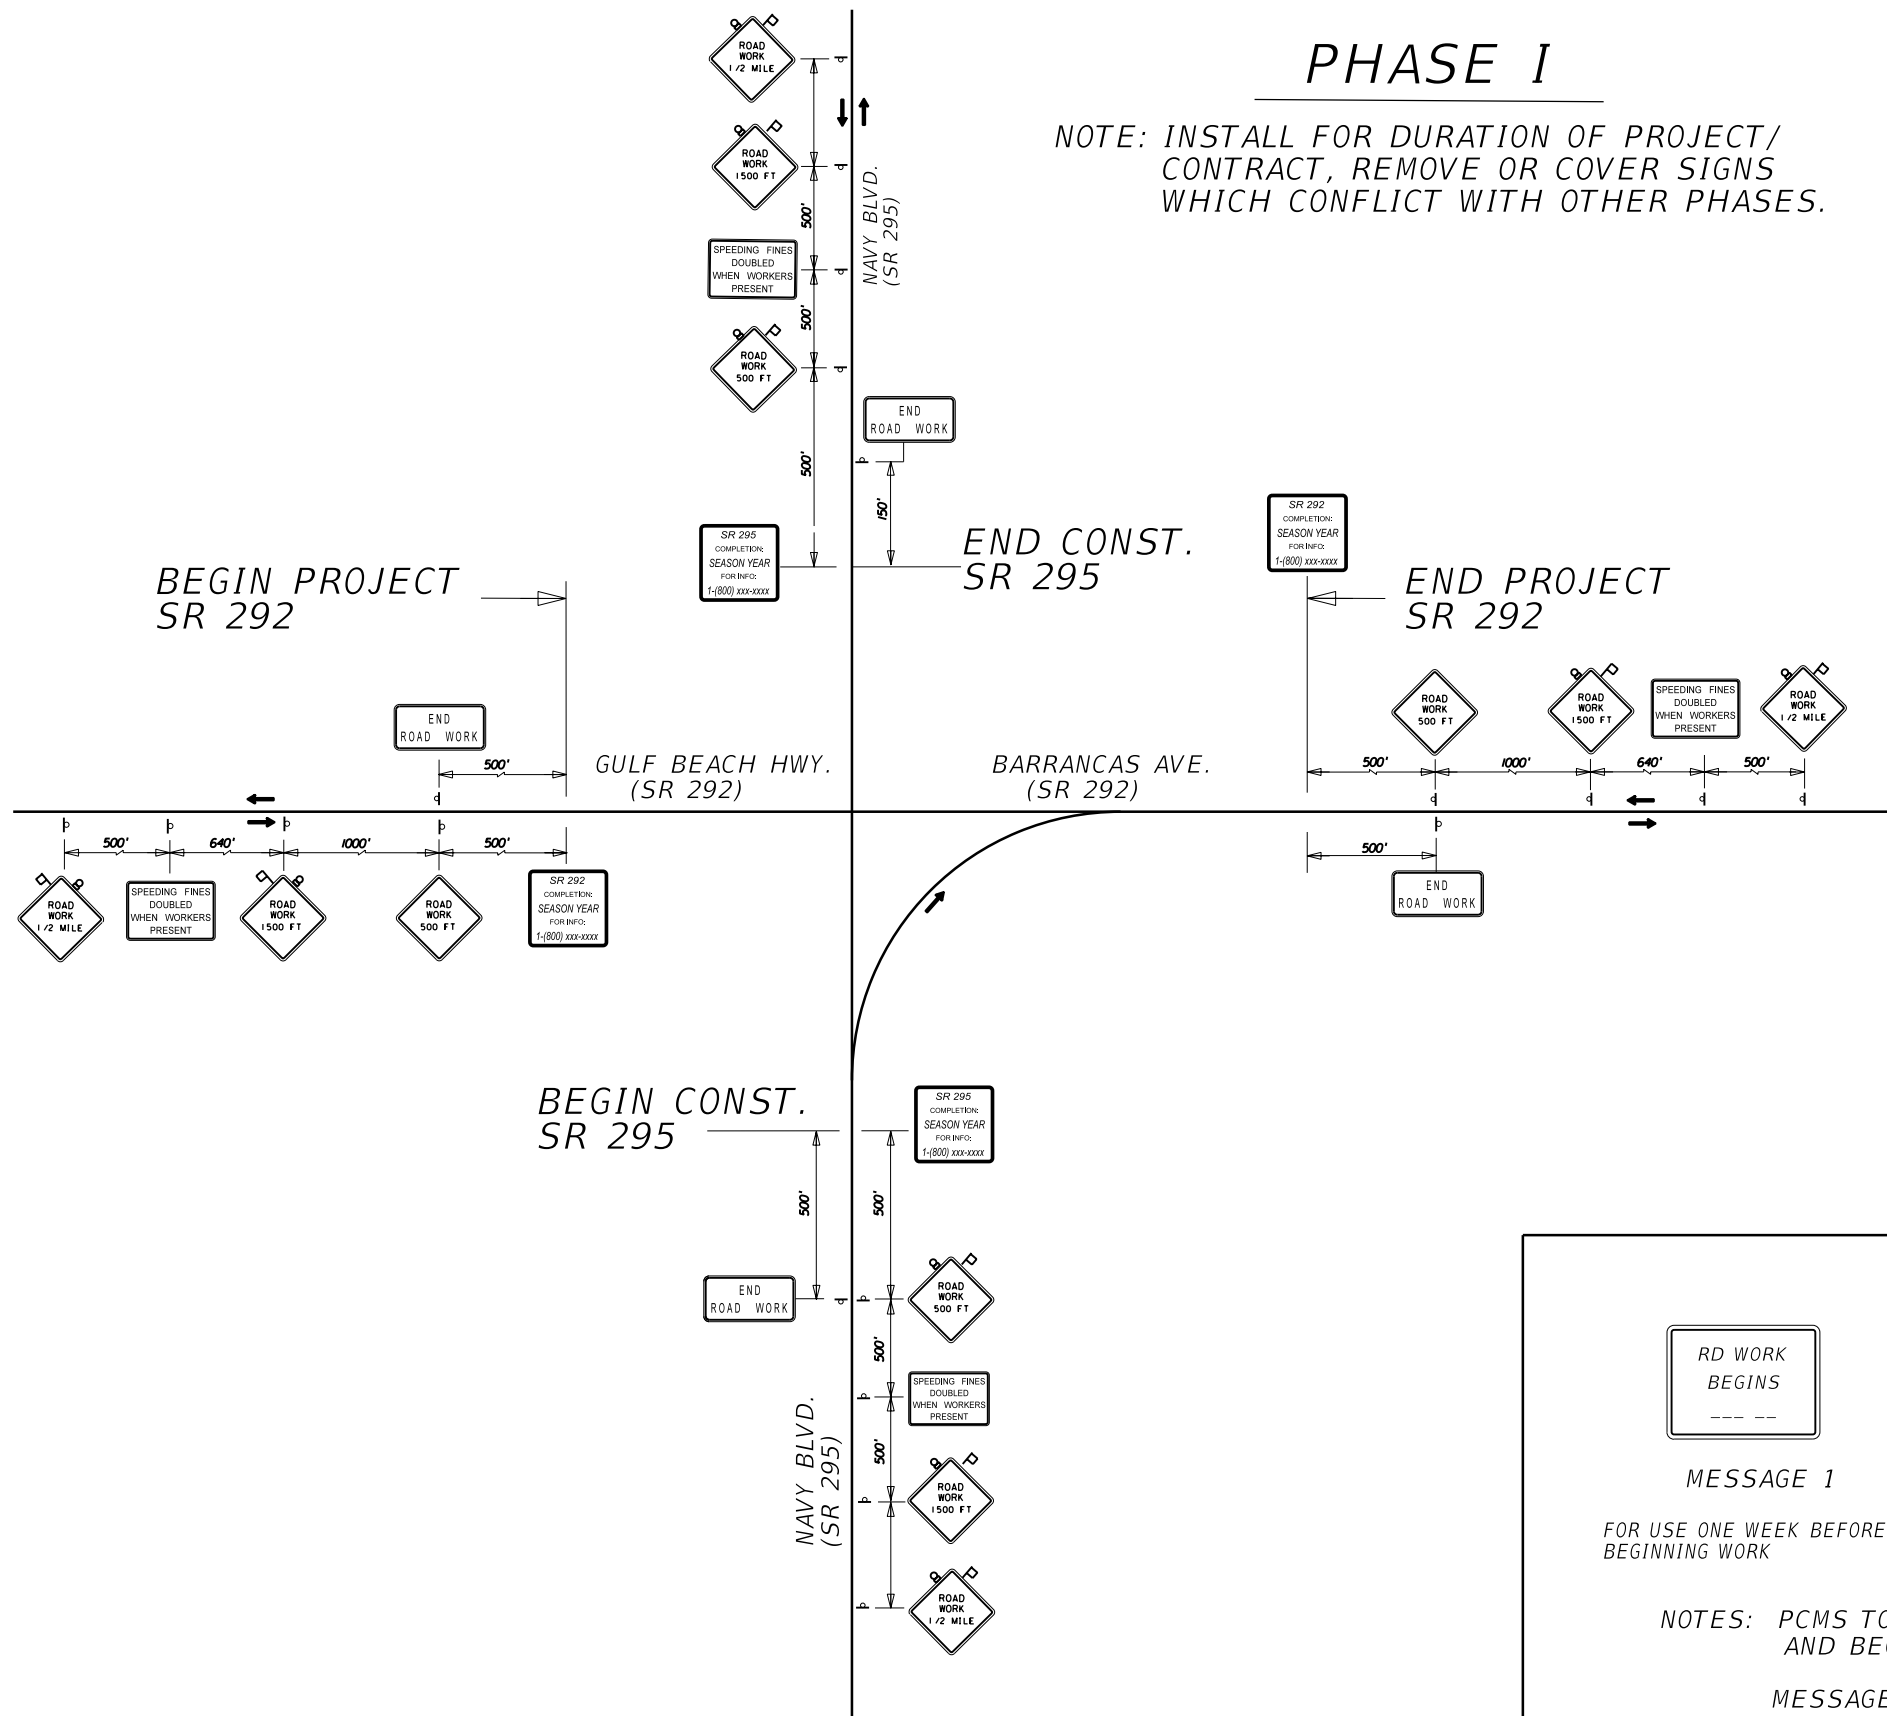 PHASE I
NOTE: INSTALL FOR DURATION OF PROJECT/
CONTRACT, REMOVE OR COVER SIGNS
WHICH CONFLICT WITH OTHER PHASES.
ROAD
WORK
1/2 MILE
ROAD
WORK
1500 FT
500'
NAVY BLVD.
(SR 295)
SPEEDING FINES
DOUBLED
WHEN WORKERS
PRESENT
500'
ROAD
WORK
500 FT
END
ROAD WORK
500'
150'
SR 295
COMPLETION:
SEASON YEAR
FOR INFO:
1-(800) xxx-xxxx
END CONST.
SR 295
SR 292
COMPLETION:
SEASON YEAR
FOR INFO:
1-(800) xxx-xxxx
BEGIN PROJECT
SR 292
END PROJECT
SR 292
END
ROAD WORK
500'
GULF BEACH HWY.
(SR 292)
BARRANCAS AVE.
(SR 292)
ROAD
WORK
500 FT
ROAD
WORK
1500 FT
SPEEDING FINES
DOUBLED
WHEN WORKERS
PRESENT
ROAD
WORK
1/2 MILE
500' 1000' 640' 500'
500' 640' 1000' 500'
ROAD
WORK
1/2 MILE
SPEEDING FINES
DOUBLED
WHEN WORKERS
PRESENT
ROAD
WORK
1500 FT
ROAD
WORK
500 FT
SR 292
COMPLETION:
SEASON YEAR
FOR INFO:
1-(800) xxx-xxxx
500'
END
ROAD WORK
BEGIN CONST.
SR 295
SR 295
COMPLETION:
SEASON YEAR
FOR INFO:
1-(800) xxx-xxxx
500'
500'
END
ROAD WORK
ROAD
WORK
500 FT
500'
SPEEDING FINES
DOUBLED
WHEN WORKERS
PRESENT
500'
NAVY BLVD.
(SR 295)
ROAD
WORK
1500 FT
ROAD
WORK
1/2 MILE
RD WORK
BEGINS
--- --
MESSAGE 1
FOR USE ONE WEEK BEFORE
BEGINNING WORK
NOTES: PCMS TO
AND BE
MESSAGE